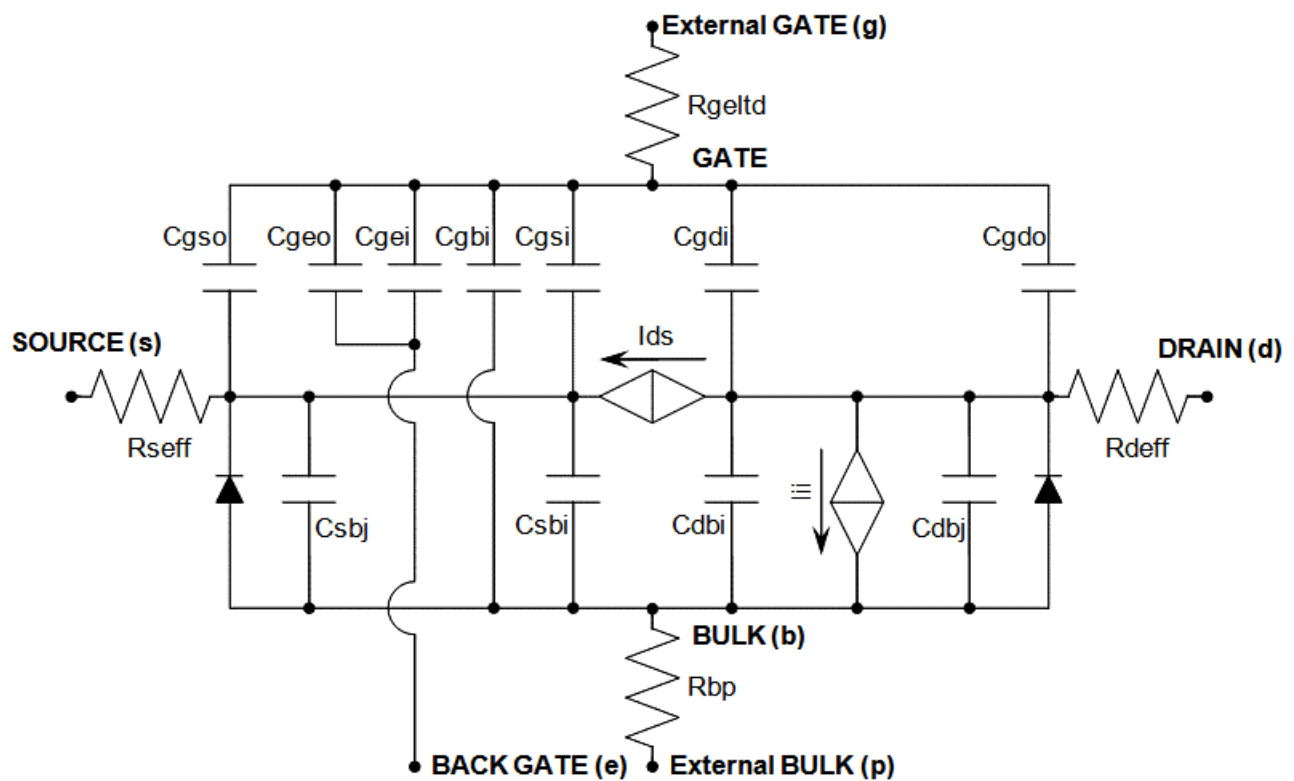 External GATE (g)
Rgeltd
GATE
Cgso
Cgeo
Cgei
Cgbi
Cgsi
Cgdi
Cgdo
SOURCE (s)
Ids
DRAIN (d)
Rseff
Rdeff
iii
Csbj
Csbi
Cdbi
Cdbj
BULK (b)
Rbp
BACK GATE (e)
External BULK (p)